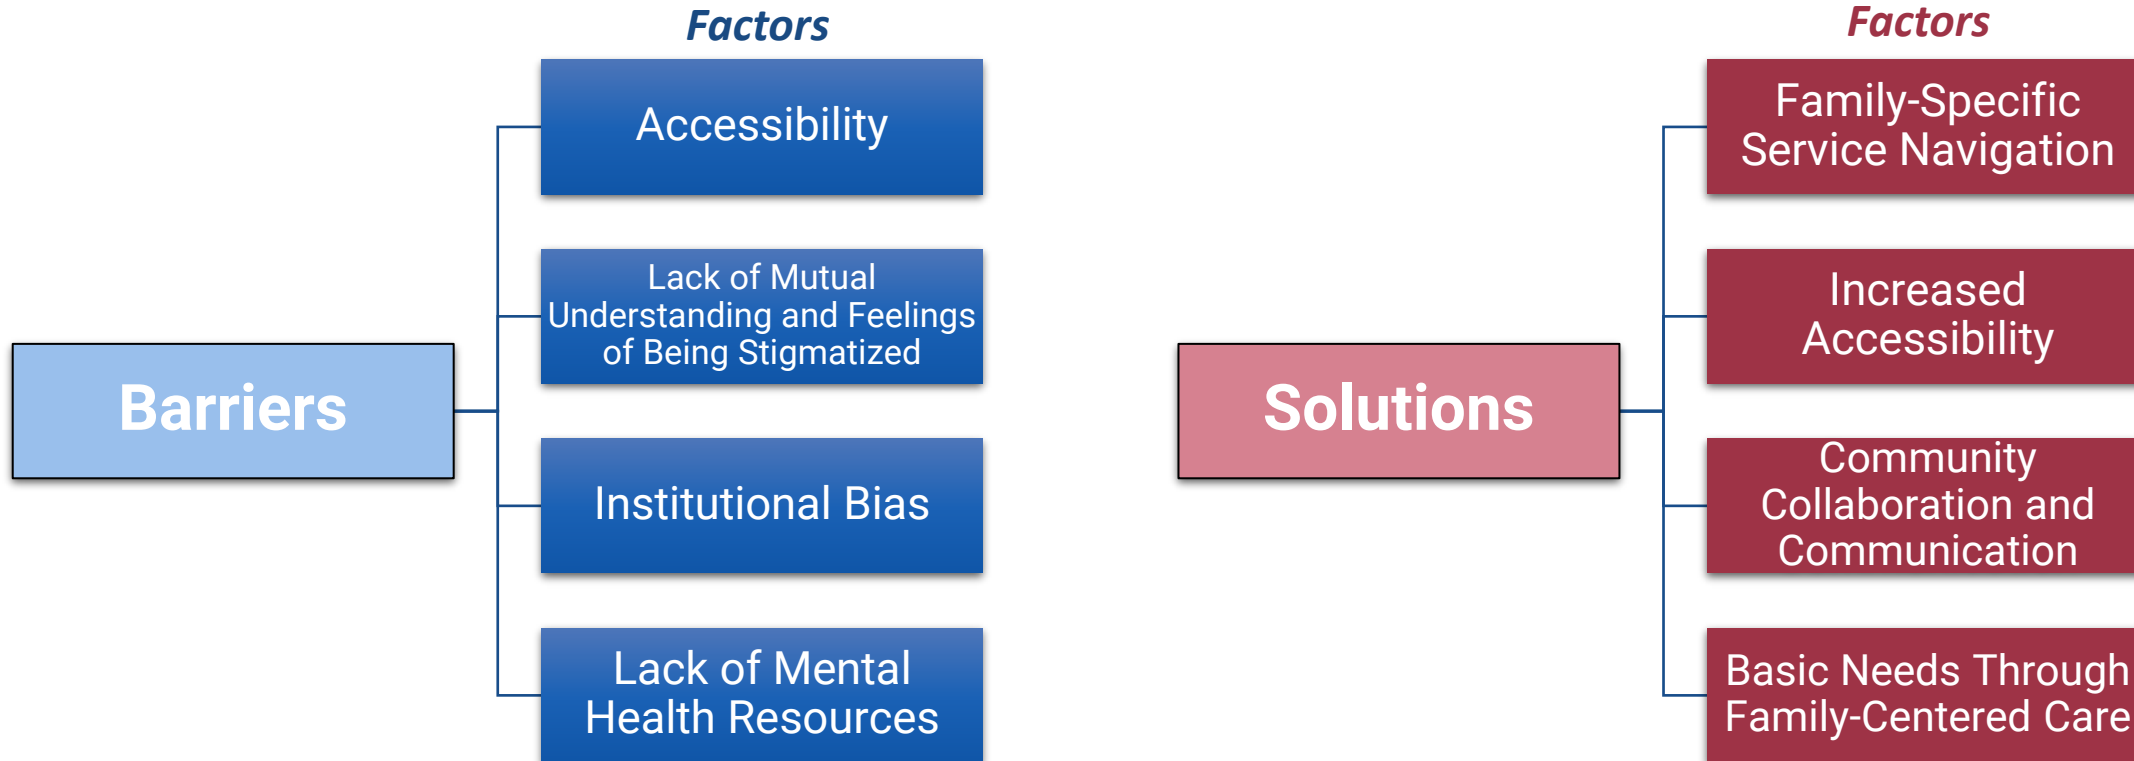 Factors
Accessibility
Lack of Mutual
Understanding and Feelings
of Being Stigmatized
Barriers
Institutional Bias
Lack of Mental
Health Resources
Factors
Family-Specific
Service Navigation
Increased
Accessibility
Solutions
Community
Collaboration and
Communication
Basic Needs Through
Family-Centered Care